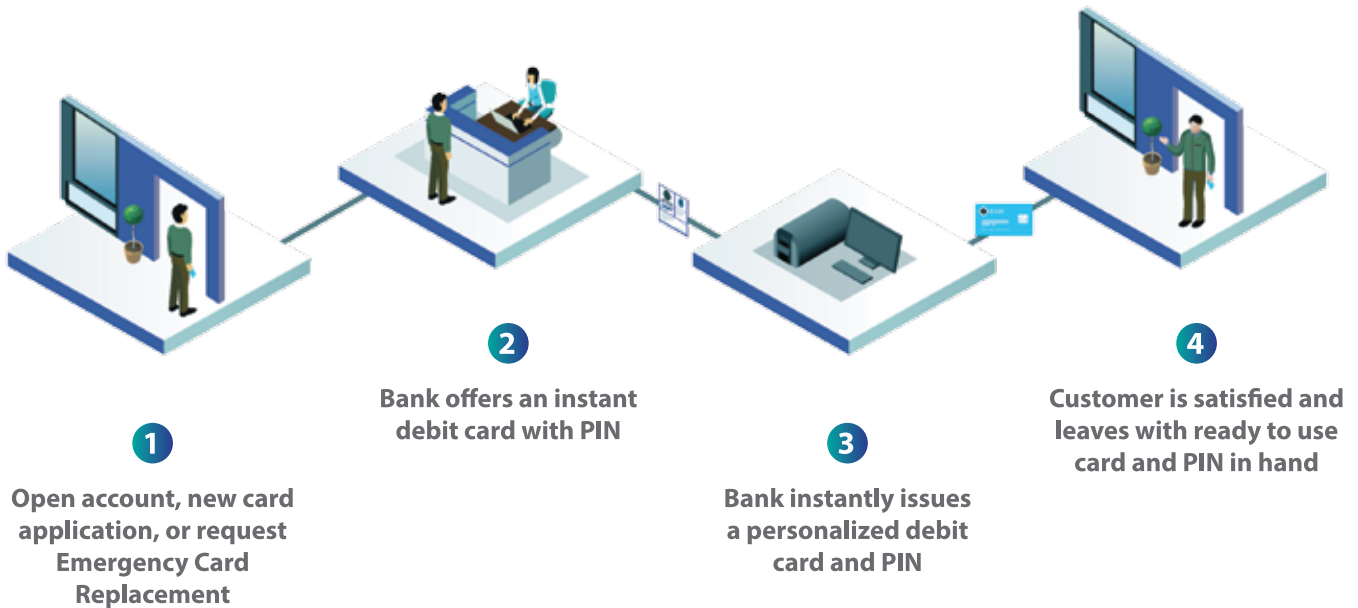 1
Open account, new card
application, or request
Emergency Card
Replacement
2
Bank offers an instant
debit card with PIN
3
Bank instantly issues
a personalized debit
card and PIN
4
Customer is satisfied and
leaves with ready to use
card and PIN in hand